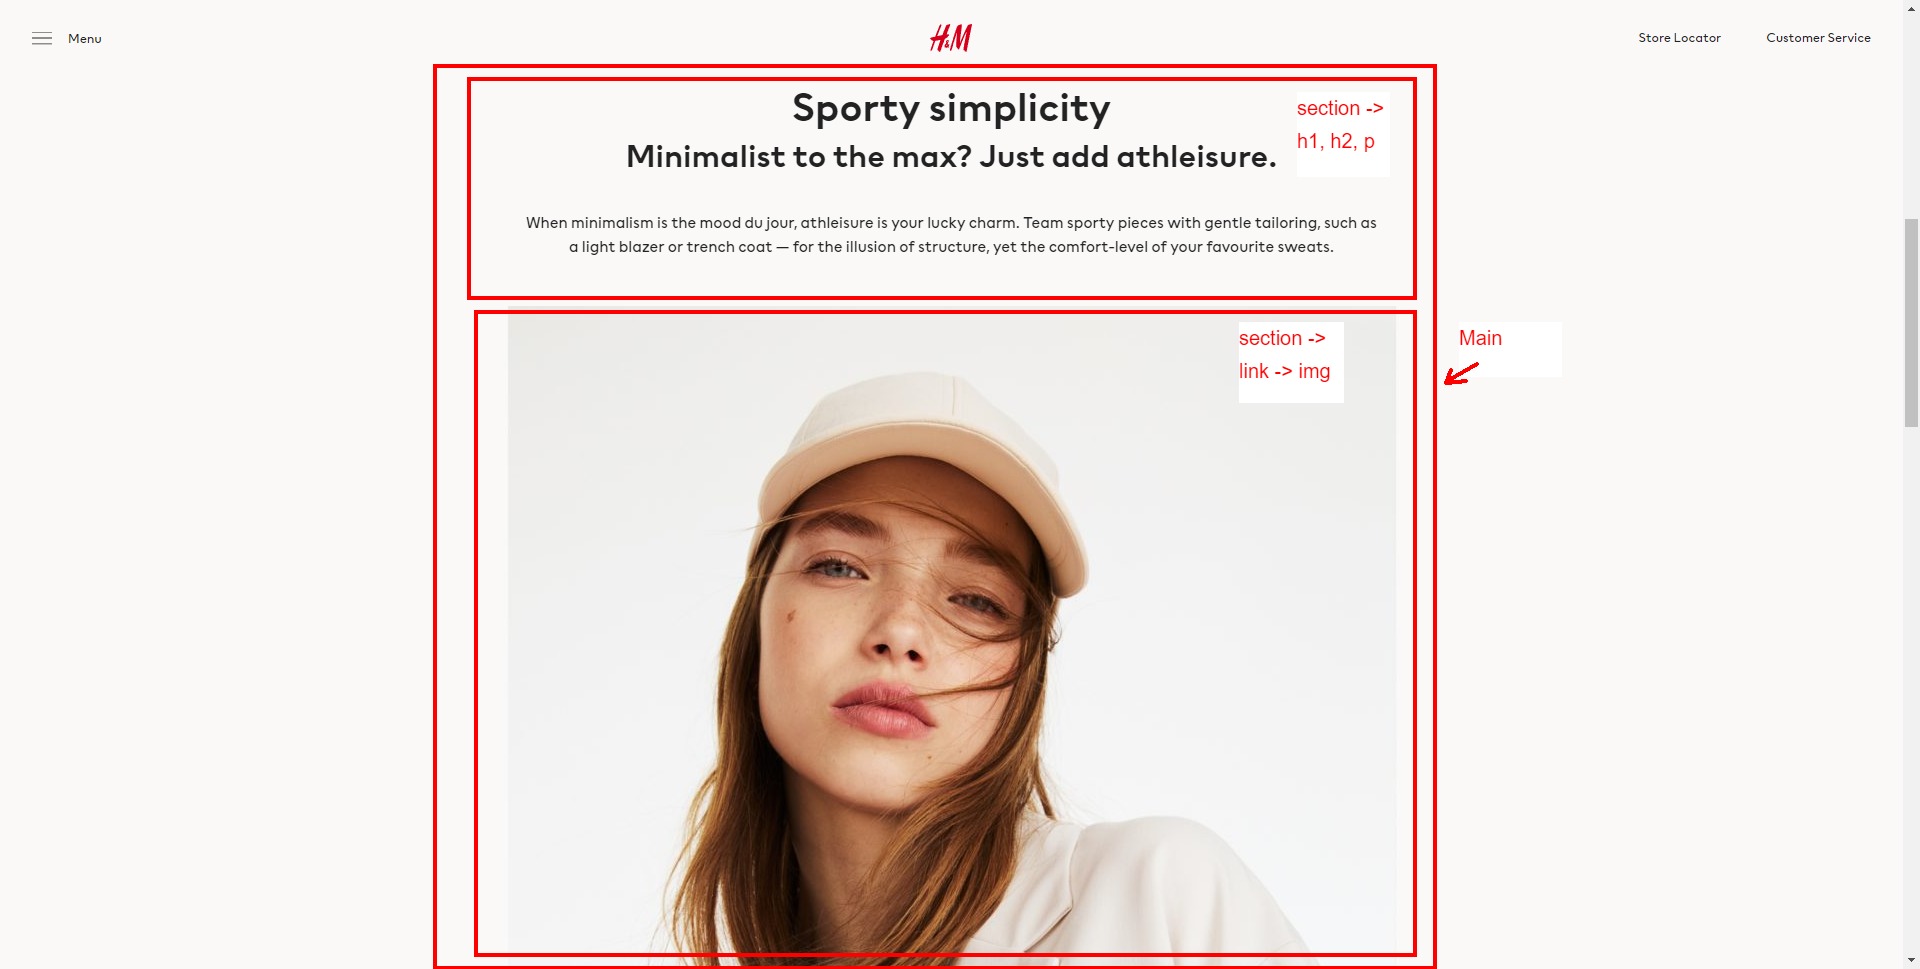 Menu
H&M
Store Locator
Customer Service
Sporty simplicity
Minimalist to the max? Just add athleisure.
section ->
h1, h2, p
When minimalism is the mood du jour, athleisure is your lucky charm. Team sporty pieces with gentle tailoring, such as
a light blazer or trench coat — for the illusion of structure, yet the comfort-level of your favourite sweats.
section ->
link -> img
Main